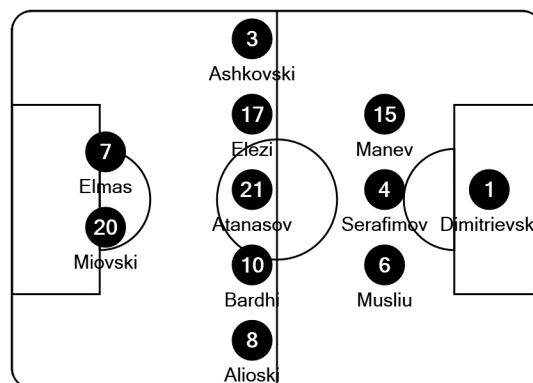 3
Ashkovski
17
Elezi
15
Manev
7
Elmas
21
Atanasov
4
Serafimov
1
Dimitrievsk
20
Miovski
10
Bardhi
6
Musliu
8
Alioski